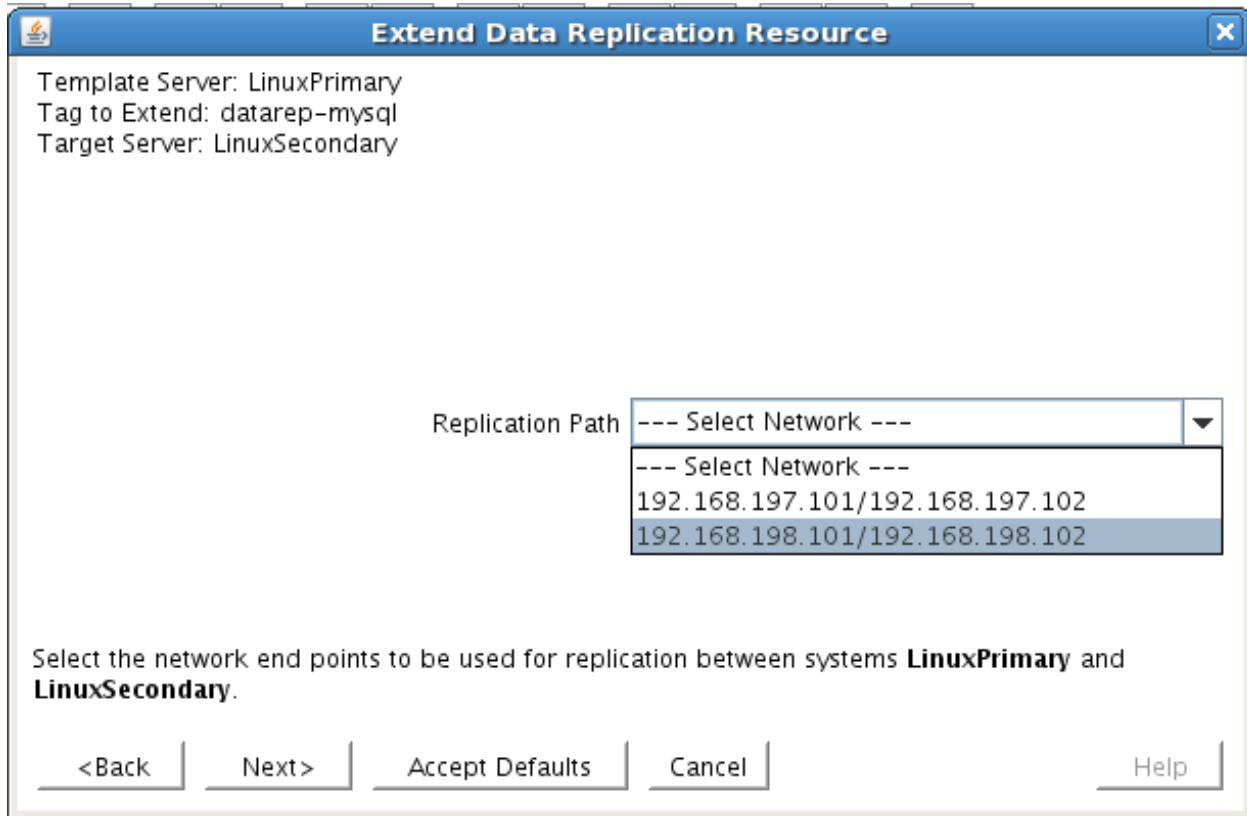 Extend Data Replication Resource
Template Server: LinuxPrimary
Tag to Extend: datarep-mysql
Target Server: LinuxSecondary
Replication Path --- Select Network ---
--- Select Network ---
192.168.197.101/192.168.197.102
192.168.198.101/192.168.198.102
Select the network end points to be used for replication between systems LinuxPrimary and
LinuxSecondary.
<Back Next> Accept Defaults Cancel Help